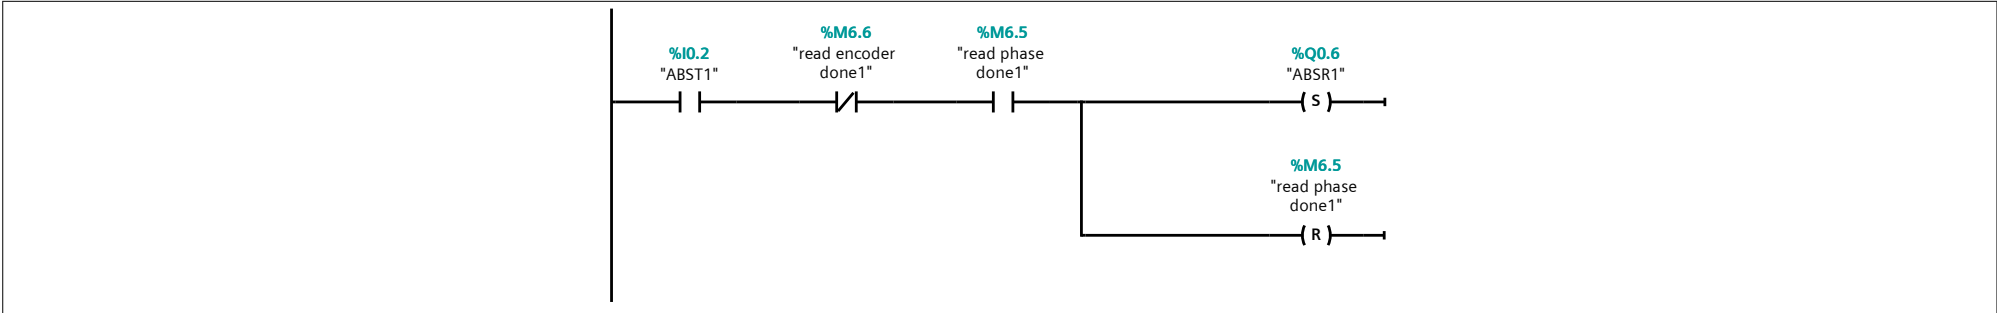 %I0.2
"ABST1"
%M6.6
"read encoder
done1"
%M6.5
"read phase
done1"
%Q0.6
"ABSR1"
S
%M6.5
"read phase
done1"
R